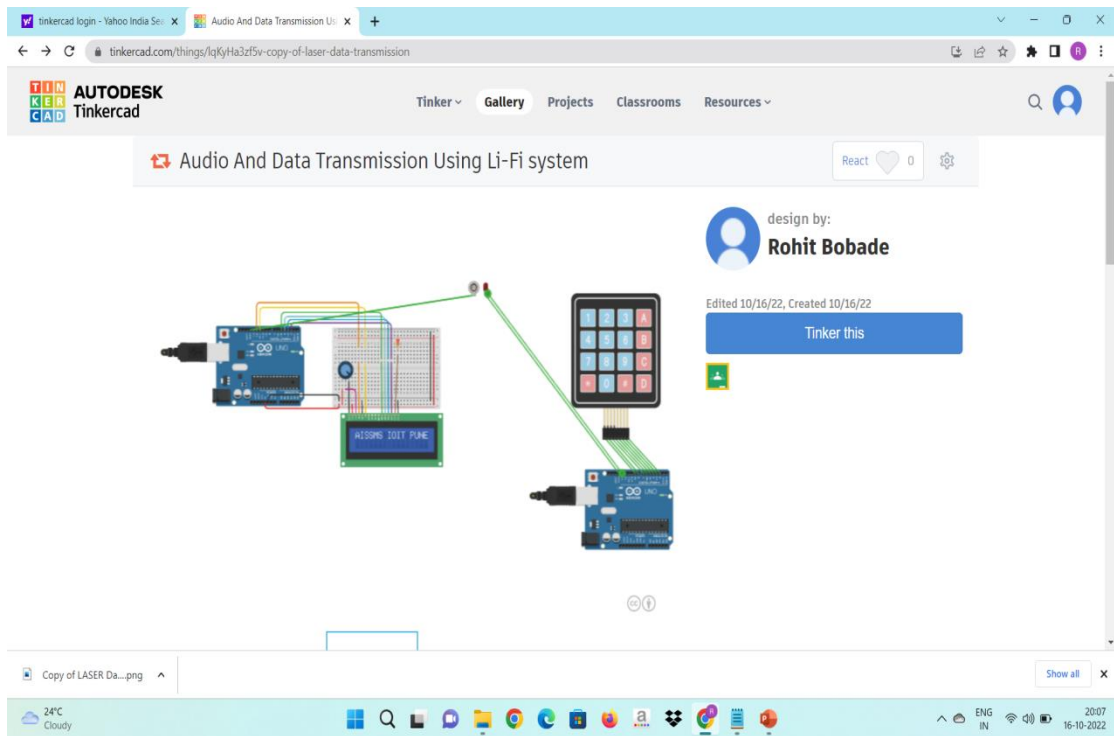 tinkercad login - Yahoo India Sea
Audio And Data Transmission Us
tinkercad.com/things/lqKyHa3zf5v-copy-of-laser-data-transmission
R
TIN
KER
CAD
AUTODESK
Tinkercad
Tinker
Gallery
Projects
Classrooms
Resources
Audio And Data Transmission Using Li-Fi system
React
0
design by:
Rohit Bobade
Edited 10/16/22, Created 10/16/22
Tinker this
1 2 3 A
4 5 6 B
7 8 9 C
* 0 # D
UNO
AISSMS IOIT PUNE
UNO
cc
Copy of LASER Da....png
Show all
24°C
Cloudy
ENG
IN
20:07
16-10-2022